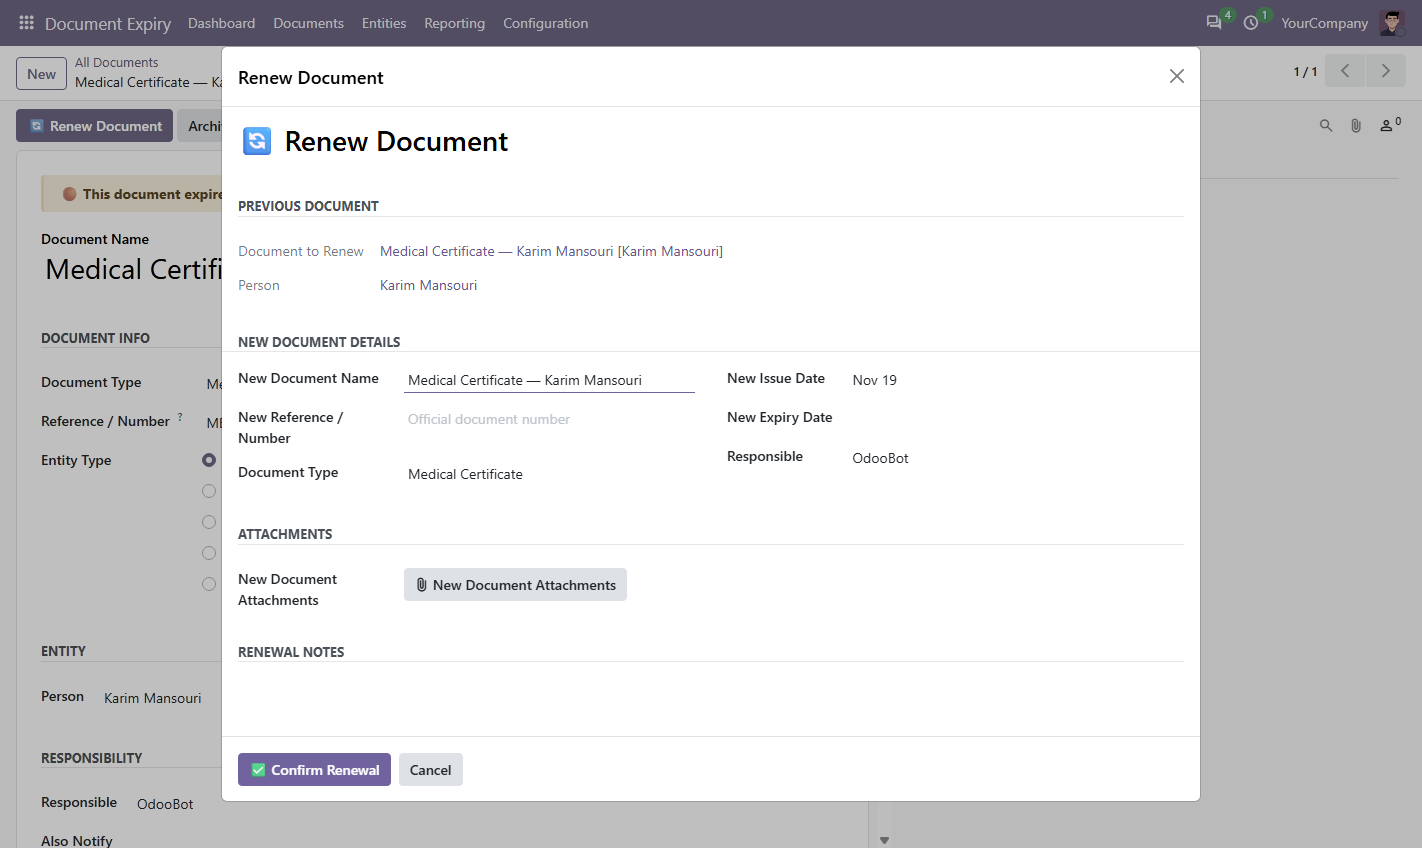 Document Expiry Dashboard Documents Entities Reporting Configuration 4 1 YourCompany
New
All Documents
Medical Certificate — Ka
1 / 1
Renew Document
Renew Document
Archi
0
This document expire
Document Name
Medical Certifi
DOCUMENT INFO
Document Type
Me
Reference / Number ?
ME
Entity Type
ENTITY
Person Karim Mansouri
RESPONSIBILITY
Responsible OdooBot
Also Notify
Renew Document
PREVIOUS DOCUMENT
Document to Renew Medical Certificate — Karim Mansouri [Karim Mansouri]
Person Karim Mansouri
NEW DOCUMENT DETAILS
New Document Name Medical Certificate — Karim Mansouri
New Reference /
Number
Official document number
Document Type Medical Certificate
New Issue Date Nov 19
New Expiry Date
Responsible OdooBot
ATTACHMENTS
New Document
Attachments
New Document Attachments
RENEWAL NOTES
Confirm Renewal Cancel